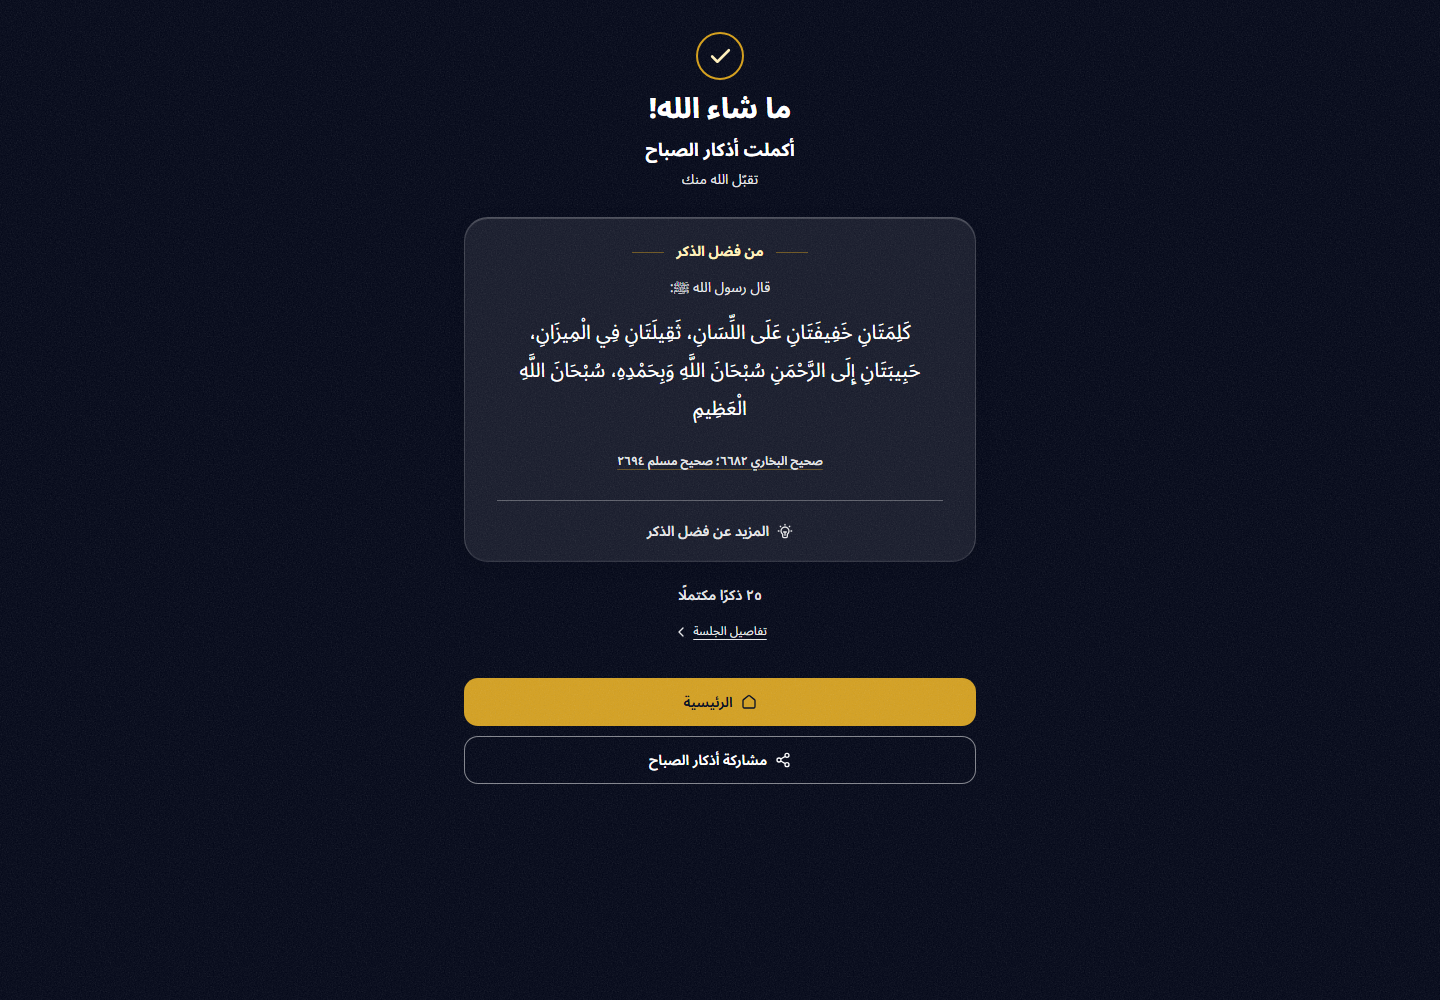 ما شاء الله!
أكملت أذكار الصباح
تقبّل الله منك
من فضل الذكر
قال رسول الله ﷺ:
كَلِمَتَانِ خَفِيفَتَانِ عَلَى اللِّسَانِ، ثَقِيلَتَانِ فِي الْمِيزَانِ،
حَبِيبَتَانِ إِلَى الرَّحْمَنِ سُبْحَانَ اللَّهِ وَبِحَمْدِهِ، سُبْحَانَ اللَّهِ
الْعَظِيمِ
صحيح البخاري ٦٦٨٢؛ صحيح مسلم ٢٦٩٤
المزيد عن فضل الذكر
٢٥ ذكرًا مكتملًا
تفاصيل الجلسة
الرئيسية
مشاركة أذكار الصباح